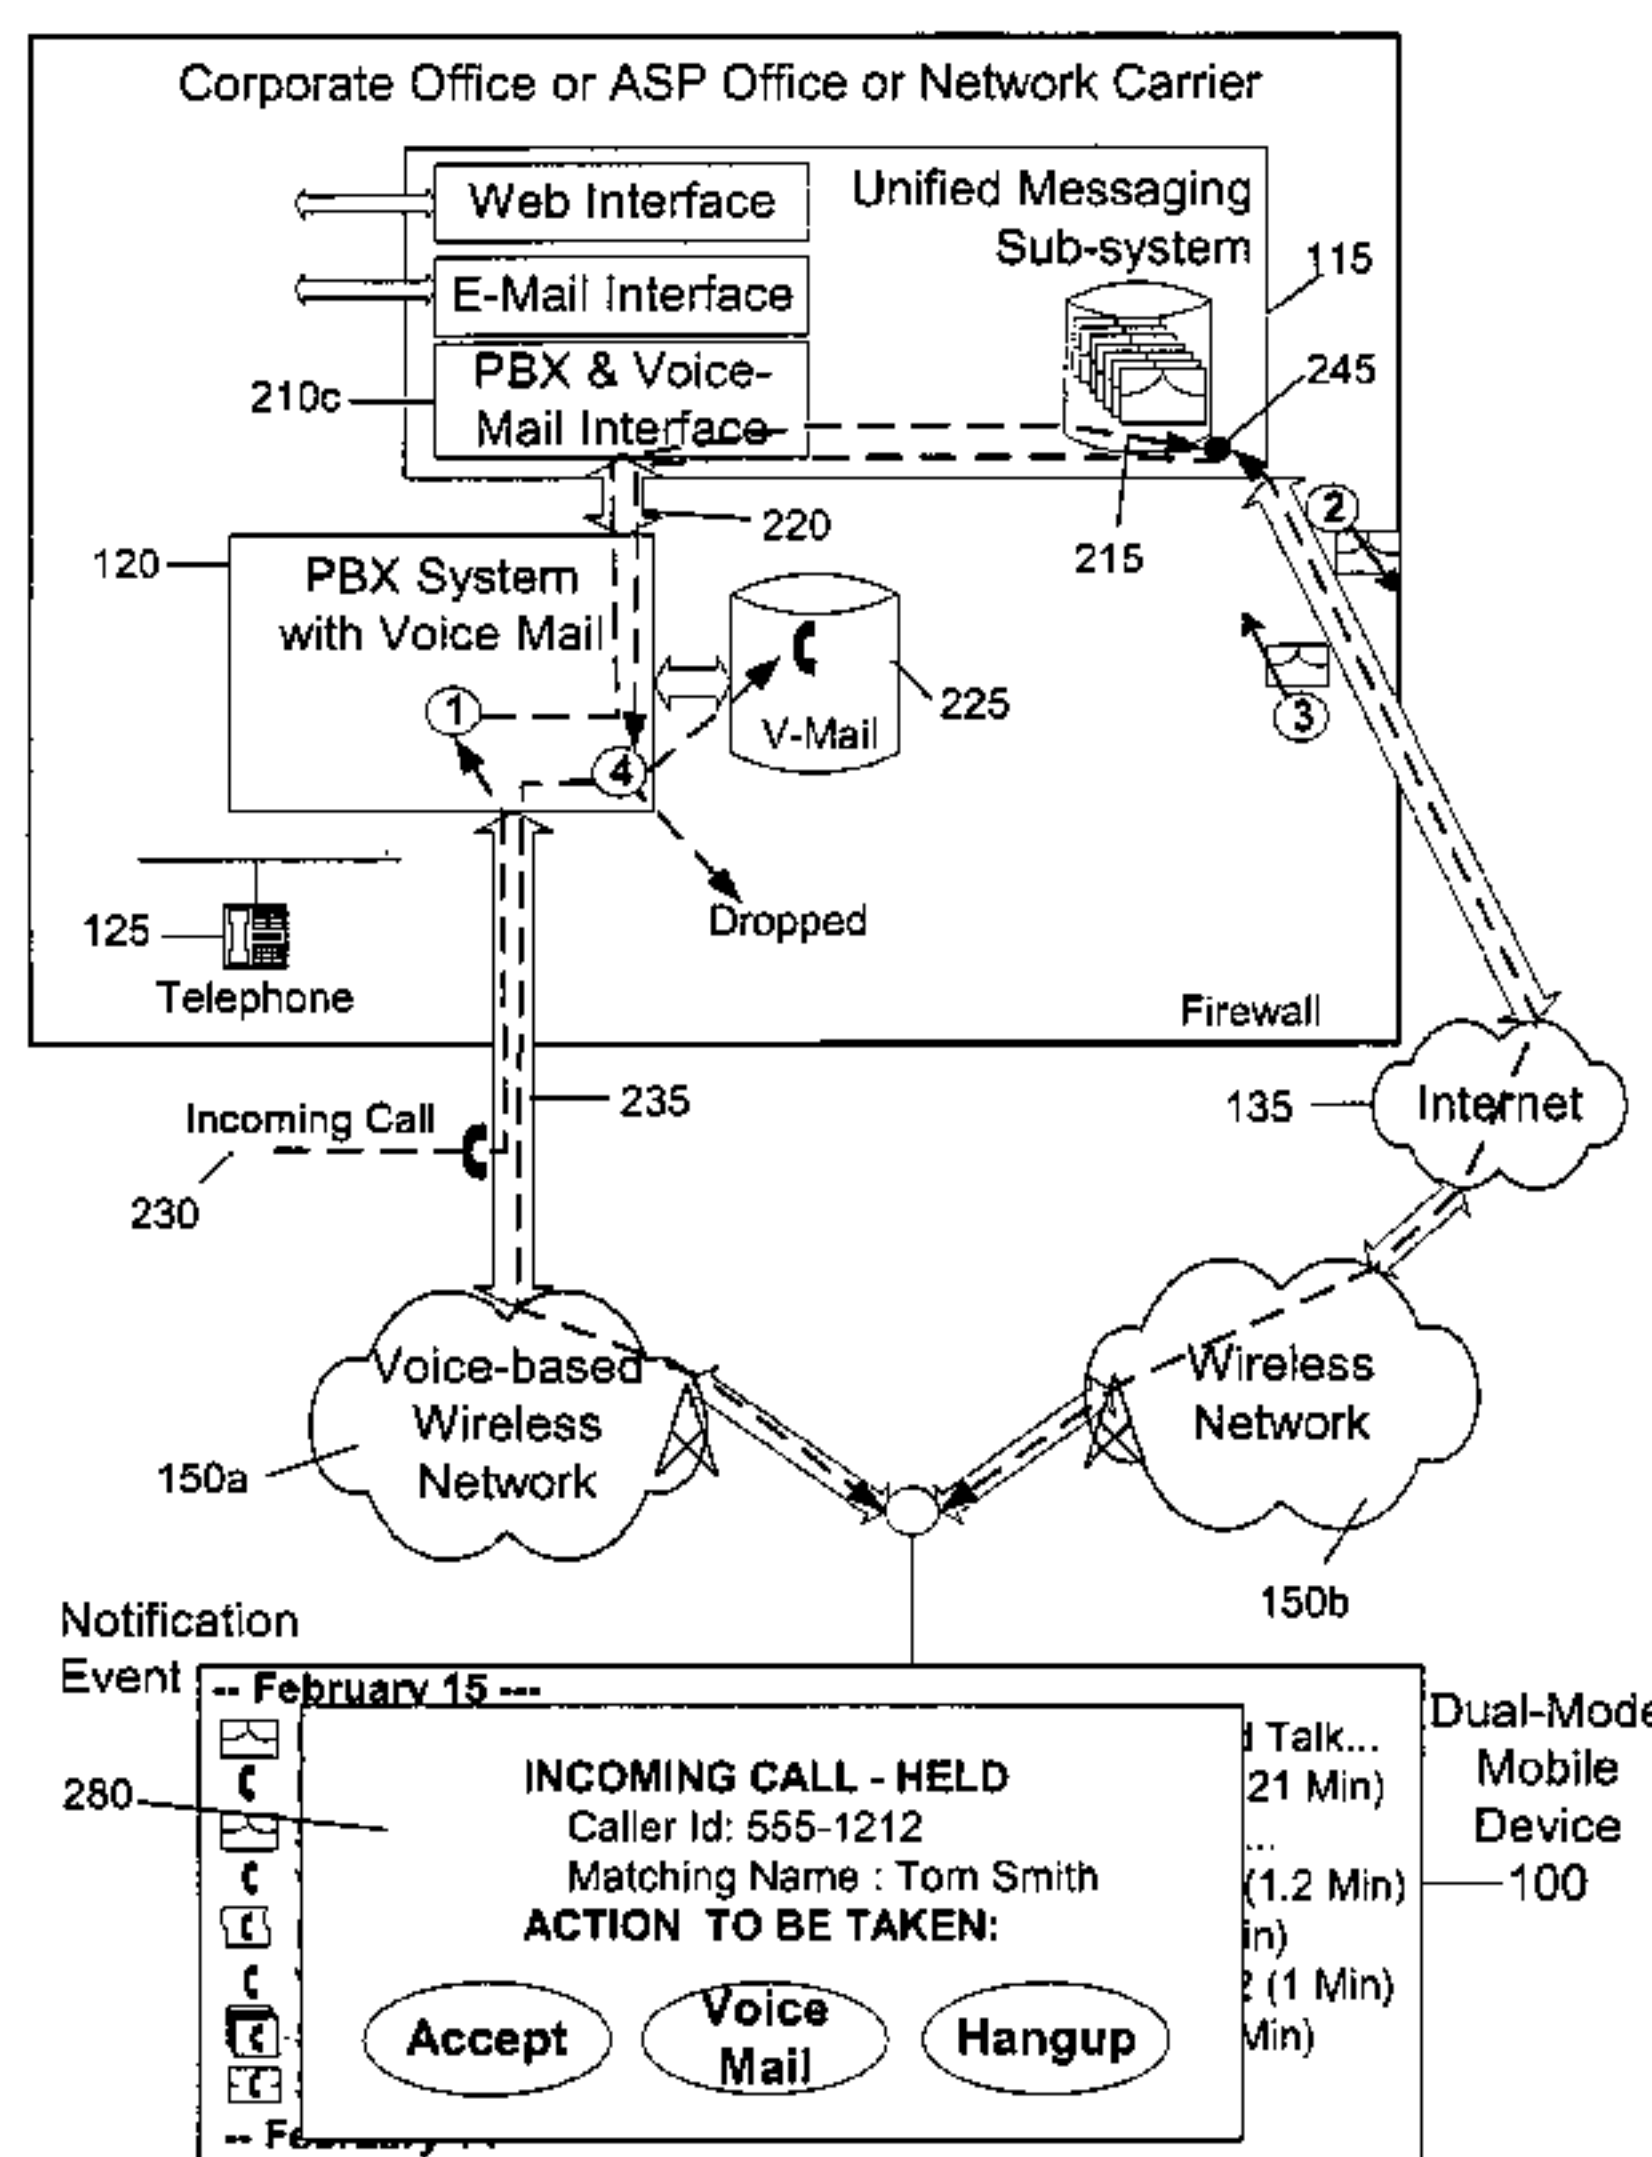 Corporate Office or ASP Office or Network Carrier
Web Interface
Unified Messaging
Sub-system
115
E-Mail Interface
PBX & Voice-
Mail Interface
210c
245
220
215
2
120
PBX System
with Voice Mail
225
V-Mail
1
3
4
Dropped
125
Telephone
Firewall
235
135
Internet
Incoming Call
230
Voice-based
Wireless
Network
Wireless
Network
150a
150b
Notification
Event
-- February 15 ---
Talk...
21 Min)
...
(1.2 Min)
in)
(1 Min)
Min)
280
INCOMING CALL - HELD
Caller Id: 555-1212
Matching Name : Tom Smith
ACTION TO BE TAKEN:
Accept
Voice
Mail
Hangup
Dual-Mode
Mobile
Device
100